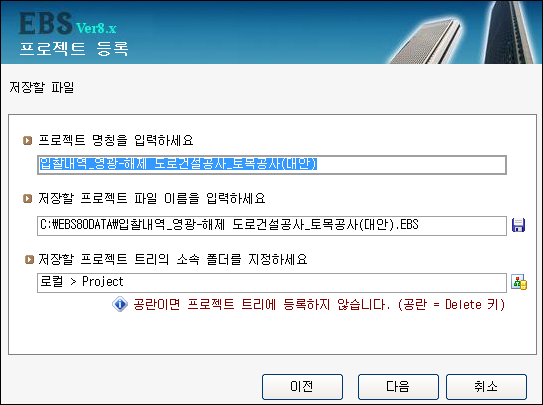 EBS Ver8.x
프로젝트 등록
저장할 파일
프로젝트 명칭을 입력하세요
입찰내역_영광-해제 도로건설공사_토목공사(대안)
저장할 프로젝트 파일 이름을 입력하세요
C:\EBS80DATA\입찰내역_영광-해제 도로건설공사_토목공사(대안).EBS
저장할 프로젝트 트리의 소속 폴더를 지정하세요
로컬 > Project
공란이면 프로젝트 트리에 등록하지 않습니다. (공란 = Delete 키)
이전 다음 취소